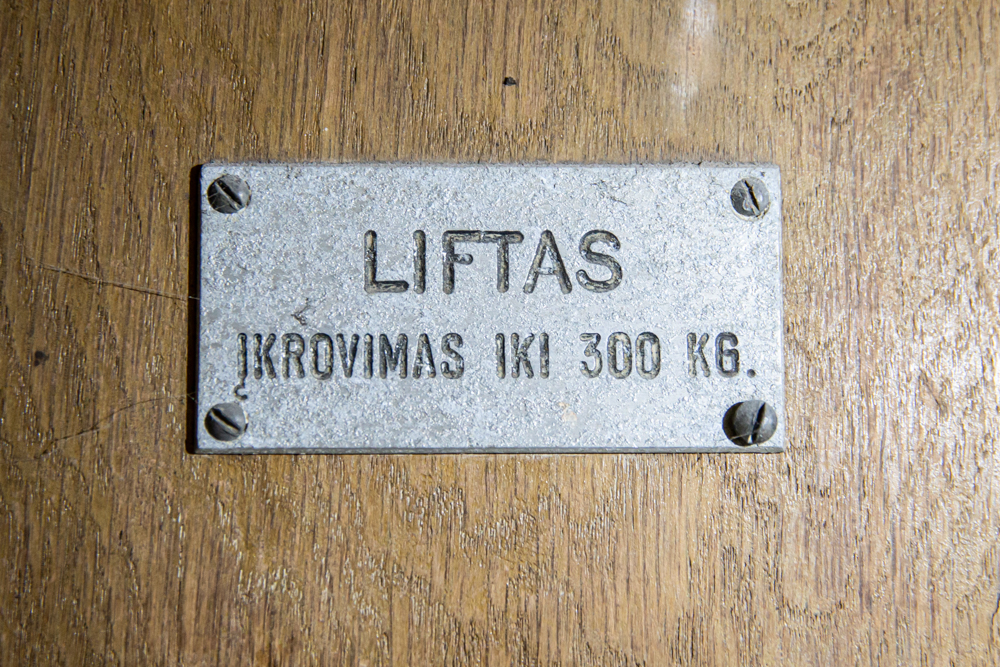 LIFTAS
ĮKROVIMAS IKI 300 KG.